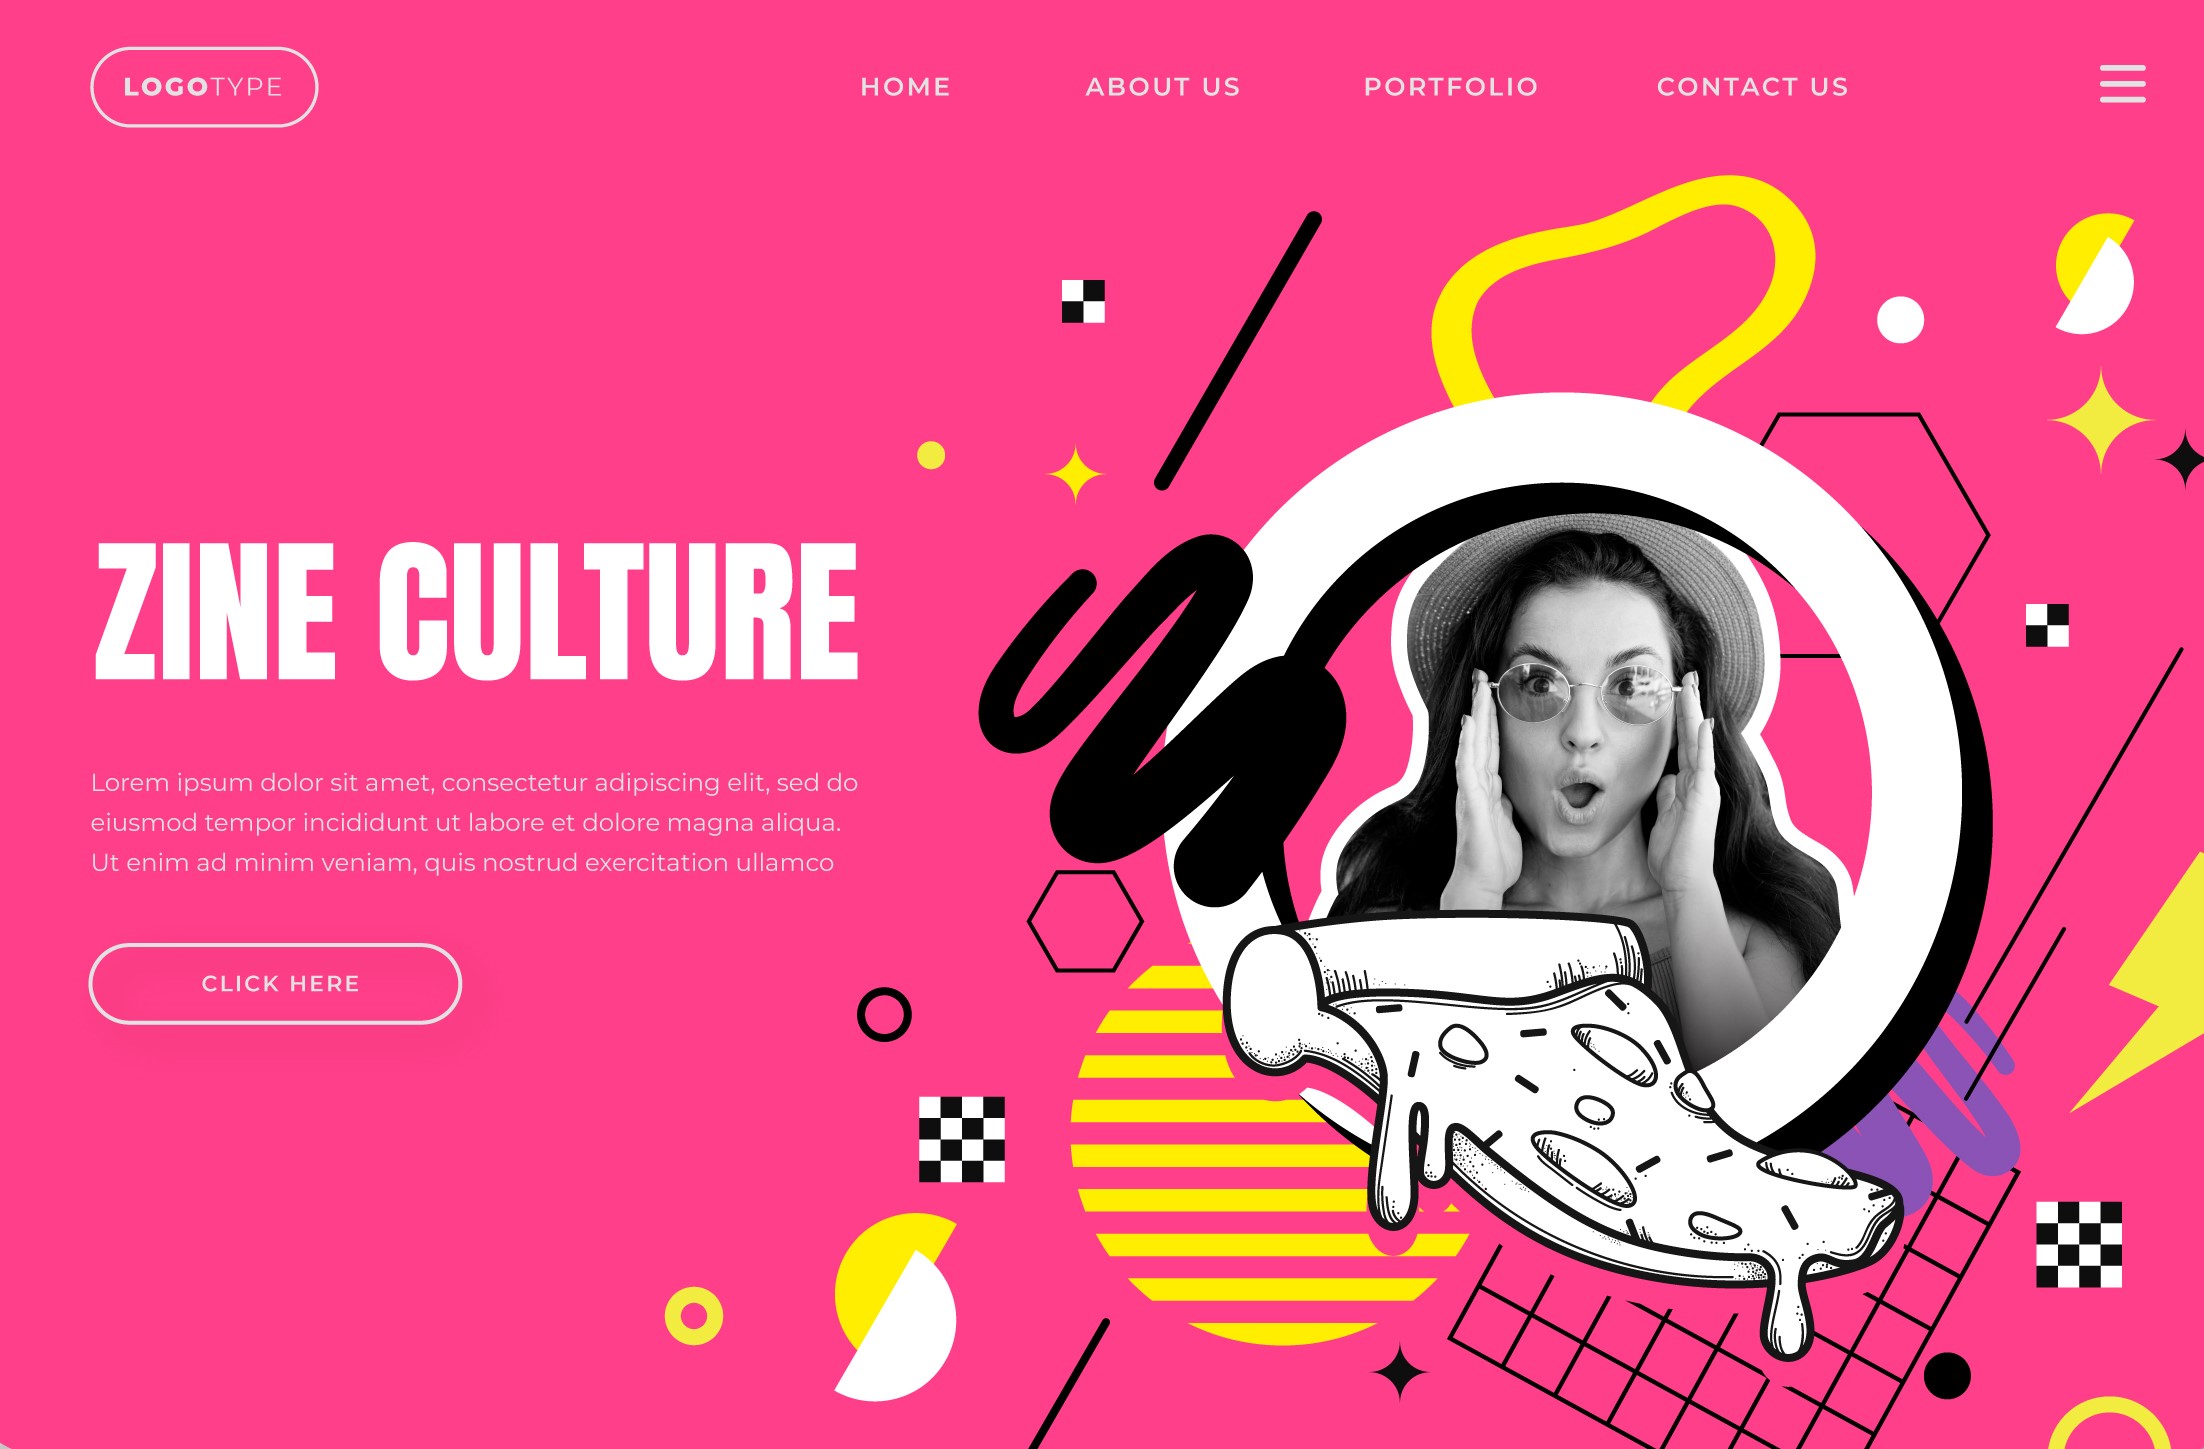 LOGOTYPE
HOME ABOUT US PORTFOLIO CONTACT US
ZINE CULTURE
Lorem ipsum dolor sit amet, consectetur adipiscing elit, sed do
eiusmod tempor incididunt ut labore et dolore magna aliqua.
Ut enim ad minim veniam, quis nostrud exercitation ullamco
CLICK HERE